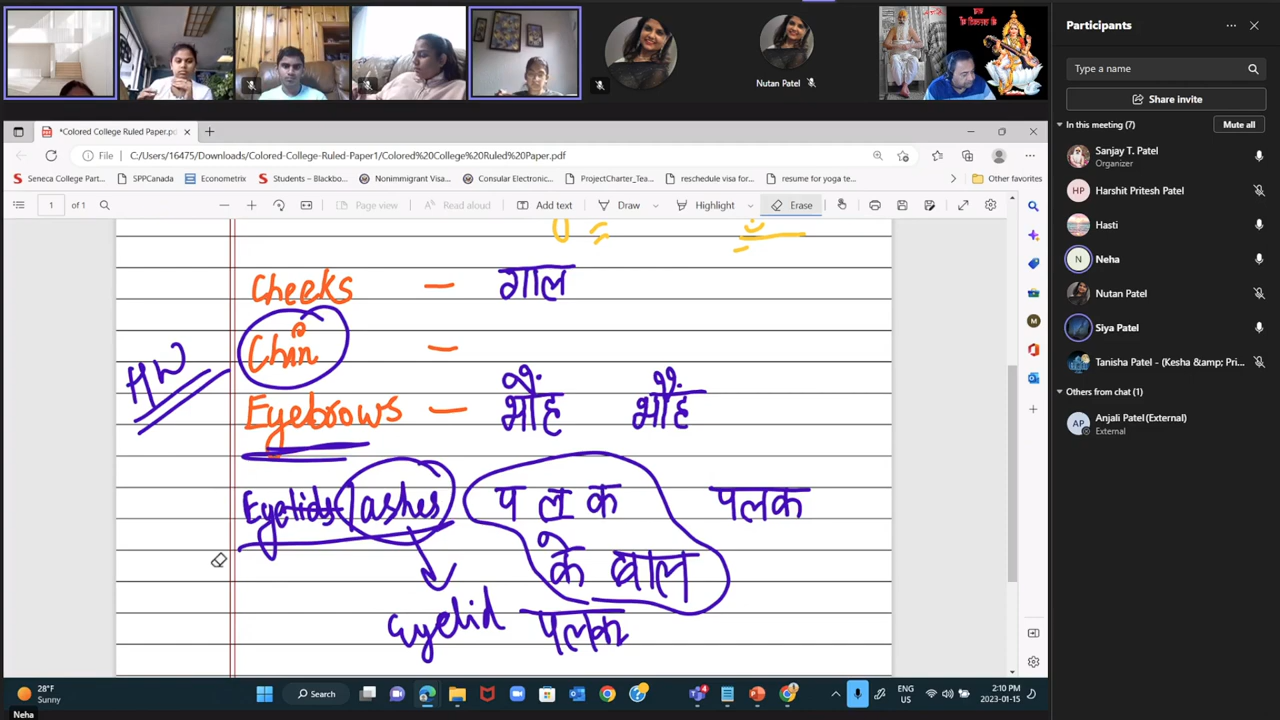 Participants
Type a name
Share invite
In this meeting (7)
Mute all
Sanjay T. Patel
Organizer
HP Harshit Pritesh Patel
Hasti
N Neha
Nutan Patel
Siya Patel
Tanisha Patel - (Kesha &amp; Pri...
Others from chat (1)
AP Anjali Patel(External)
External
Nutan Patel
*Colored College Ruled Paper.pd
File C:/Users/16475/Downloads/Colored-College-Ruled-Paper1/Colored%20College%20Ruled%20Paper.pdf
Seneca College Part... SPPCanada Econometrix Students – Blackbo... Nonimmigrant Visa... Consular Electronic... ProjectCharter_Tea... reschedule visa for... resume for yoga te... Other favorites
1 of 1 Page view Read aloud Add text Draw Highlight Erase
Cheeks — गाल
Chin —
HW
Eyebrows — भौंह भौंह
Eyelids lashes प ल क पलक
के बाल
Eyelid पलक
28°F
Sunny
Search
ENG
US
2:10 PM
2023-01-15
Neha